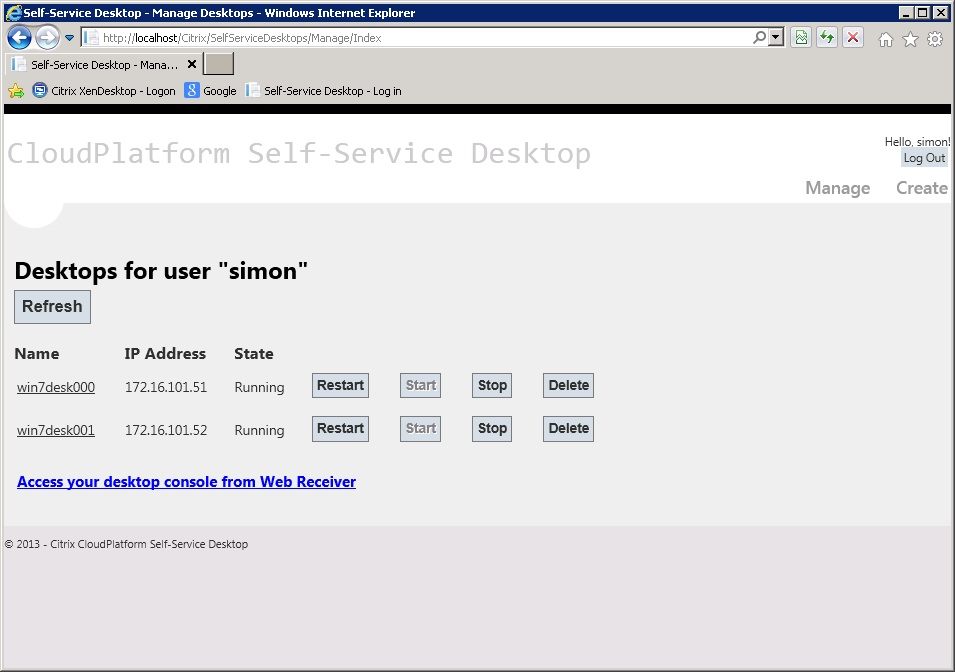 Self-Service Desktop - Manage Desktops - Windows Internet Explorer
http://localhost/Citrix/SelfServiceDesktops/Manage/Index
Self-Service Desktop - Mana...
Citrix XenDesktop - Logon Google Self-Service Desktop - Log in
CloudPlatform Self-Service Desktop
Hello, simon!
Log Out
Manage Create
Desktops for user "simon"
Refresh
Name IP Address State
win7desk000 172.16.101.51 Running Restart Start Stop Delete
win7desk001 172.16.101.52 Running Restart Start Stop Delete
Access your desktop console from Web Receiver
© 2013 - Citrix CloudPlatform Self-Service Desktop